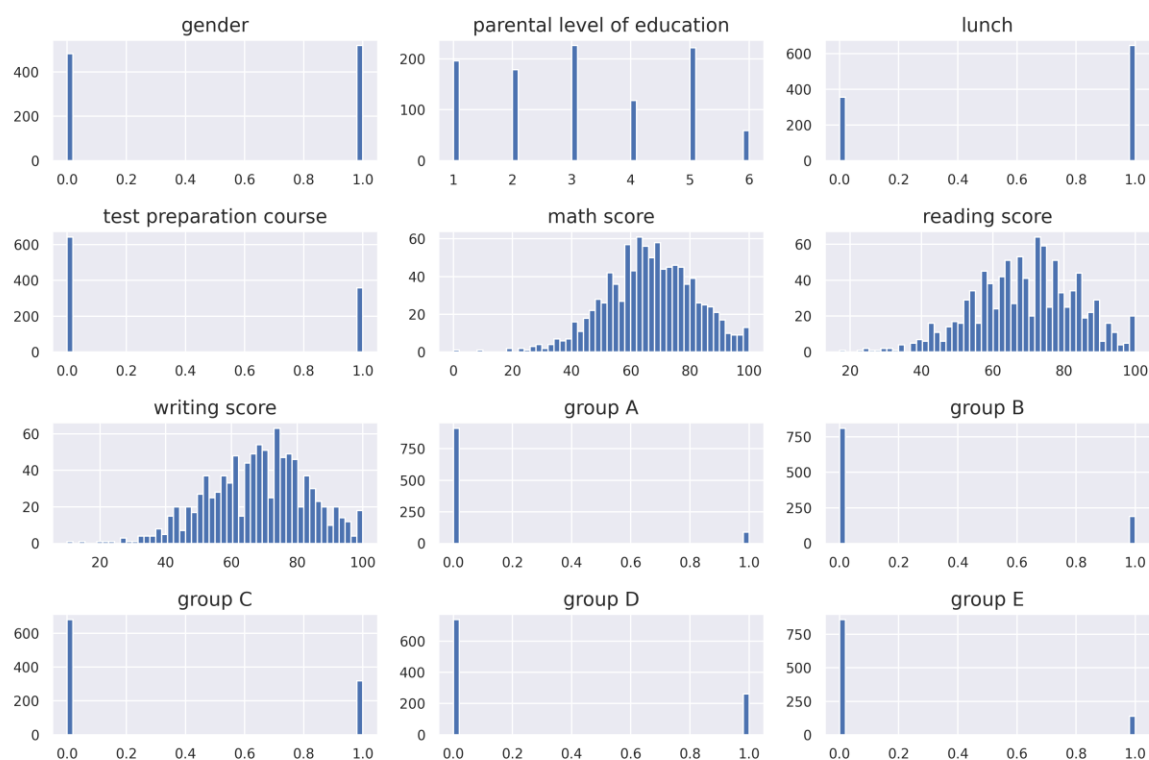 gender parental level of education lunch
400
200
0
0.0 0.2 0.4 0.6 0.8 1.0
200
100
0
1 2 3 4 5 6
600
400
200
0
0.0 0.2 0.4 0.6 0.8 1.0
test preparation course math score reading score
600
400
200
0
0.0 0.2 0.4 0.6 0.8 1.0
60
40
20
0
0 20 40 60 80 100
60
40
20
0
20 40 60 80 100
writing score group A group B
60
40
20
0
20 40 60 80 100
750
500
250
0
0.0 0.2 0.4 0.6 0.8 1.0
750
500
250
0
0.0 0.2 0.4 0.6 0.8 1.0
group C group D group E
600
400
200
0
0.0 0.2 0.4 0.6 0.8 1.0
600
400
200
0
0.0 0.2 0.4 0.6 0.8 1.0
750
500
250
0
0.0 0.2 0.4 0.6 0.8 1.0